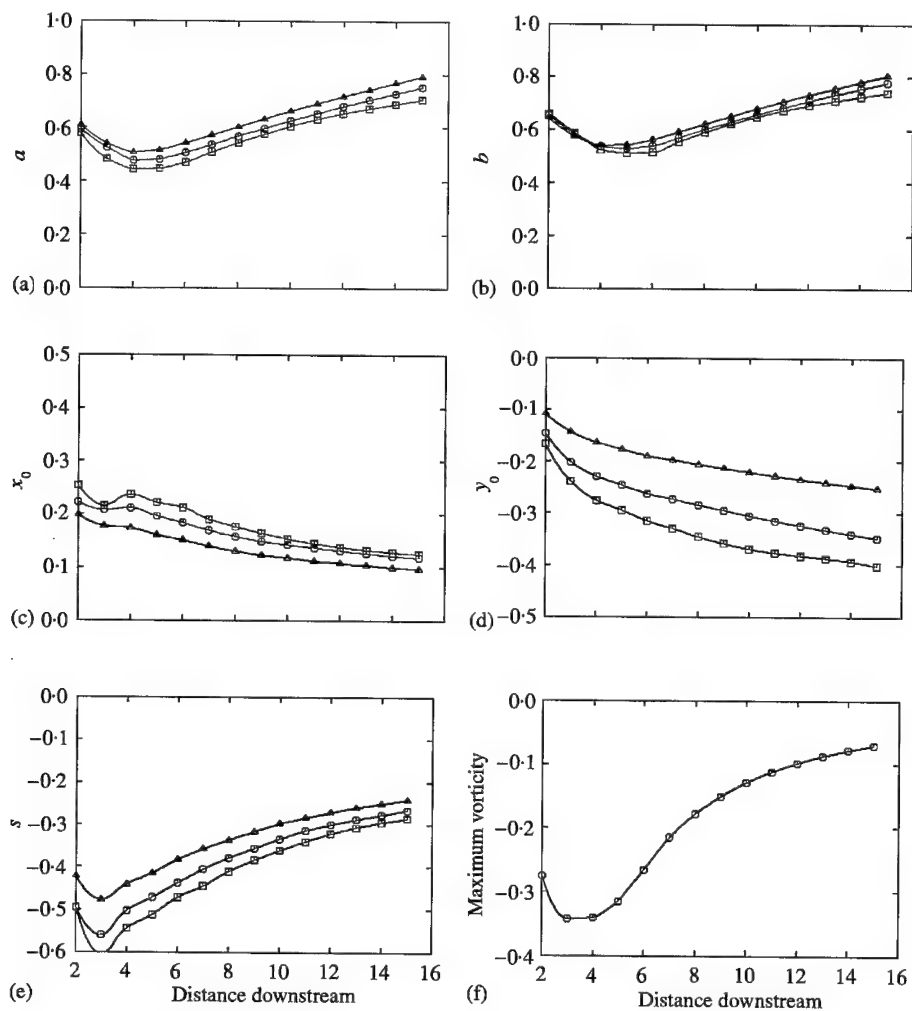 1·0
0·8
0·6
0·4
0·2
0·0
a
(a)
1·0
0·8
0·6
0·4
0·2
0·0
b
(b)
0·5
0·4
0·3
0·2
0·1
0·0
x0
(c)
0·0
−0·1
−0·2
−0·3
−0·4
−0·5
y0
(d)
0·0
−0·1
−0·2
−0·3
−0·4
−0·5
−0·6
s
2 4 6 8 10 12 14 16
(e) Distance downstream
0·0
−0·1
−0·2
−0·3
−0·4
Maximum vorticity
2 4 6 8 10 12 14 16
(f) Distance downstream